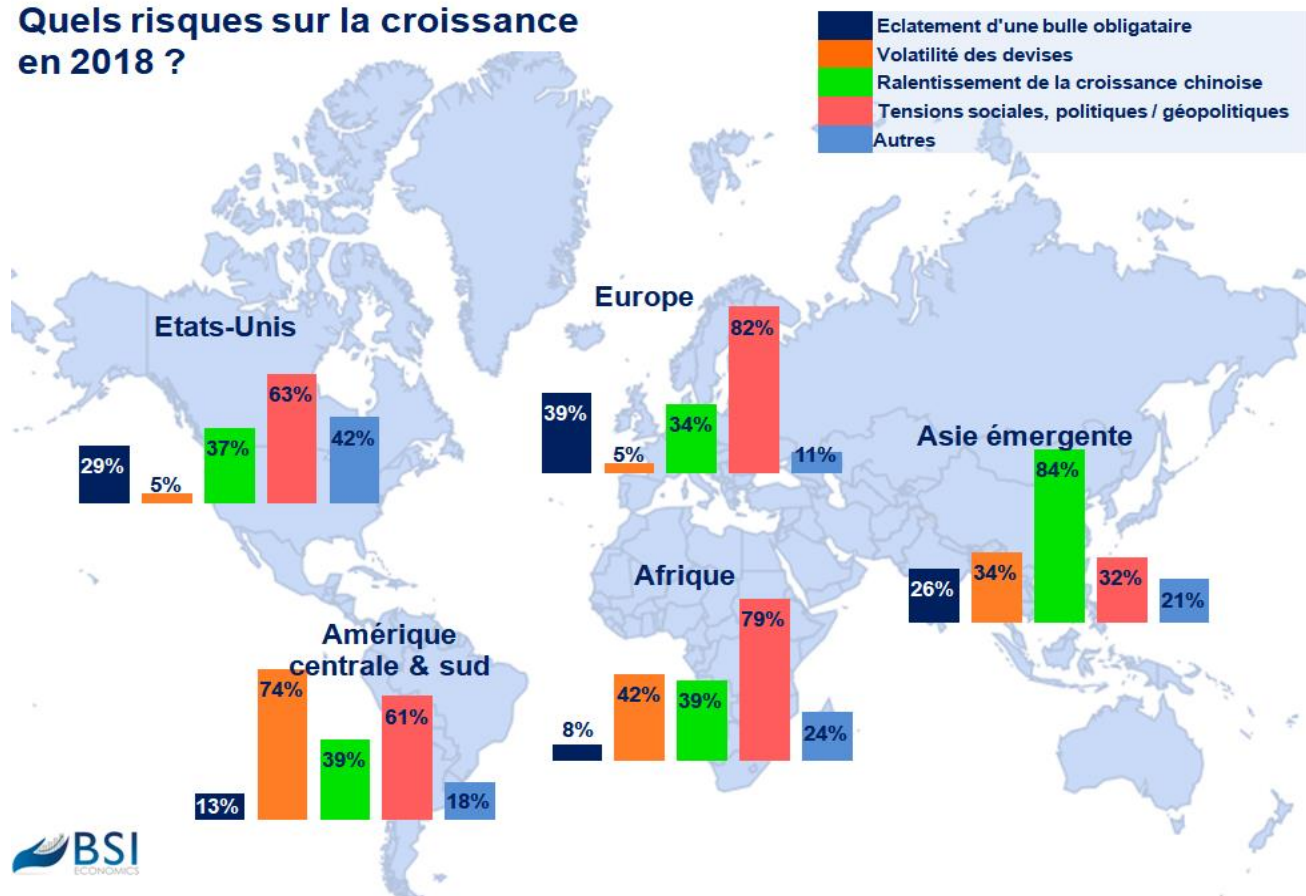 Quels risques sur la croissance
en 2018 ?
Eclatement d'une bulle obligataire
Volatilité des devises
Ralentissement de la croissance chinoise
Tensions sociales, politiques / géopolitiques
Autres
Etats-Unis
29%
5%
37%
63%
42%
Europe
39%
5%
34%
82%
11%
Asie émergente
26%
34%
84%
32%
21%
Afrique
8%
42%
39%
79%
24%
Amérique
centrale & sud
13%
74%
39%
61%
18%
BSI
ECONOMICS